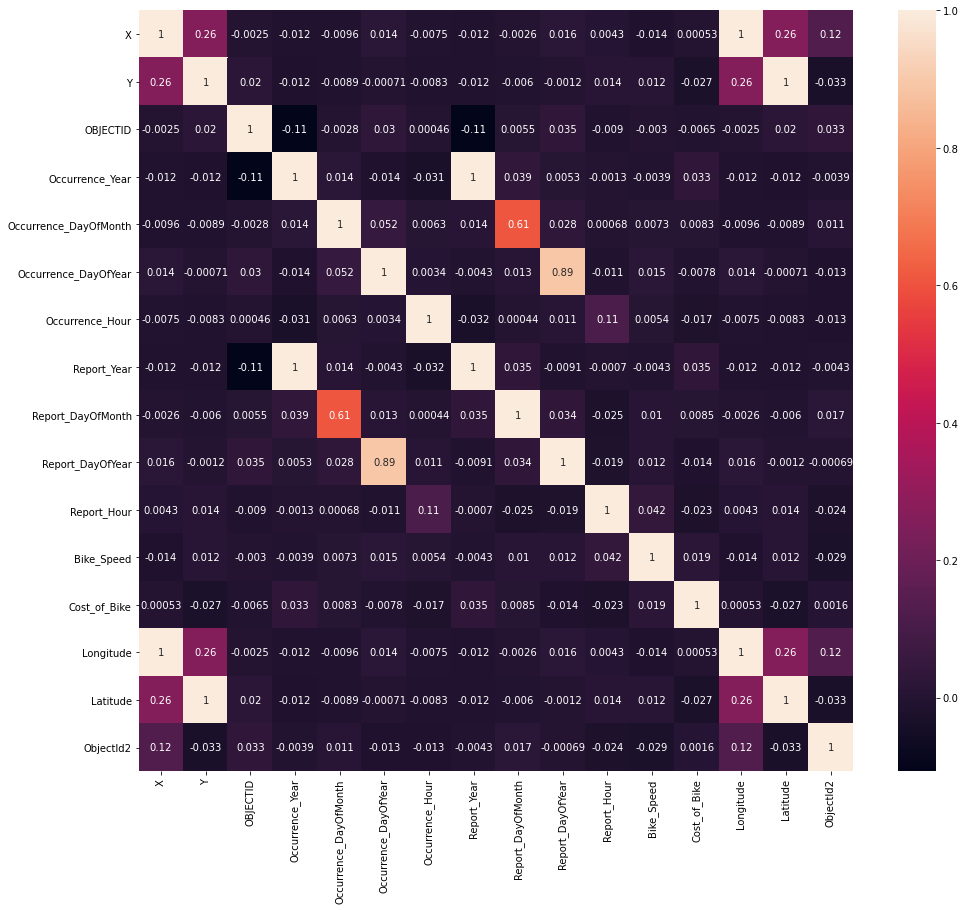 X 1 0.26 -0.0025 -0.012 -0.0096 0.014 -0.0075 -0.012 -0.0026 0.016 0.0043 -0.014 0.00053 1 0.26 0.12 1.0
Y 0.26 1 0.02 -0.012 -0.0089 -0.00071 -0.0083 -0.012 -0.006 -0.0012 0.014 0.012 -0.027 0.26 1 -0.033
OBJECTID -0.0025 0.02 1 -0.11 -0.0028 0.03 0.00046 -0.11 0.0055 0.035 -0.009 -0.003 -0.0065 -0.0025 0.02 0.033
0.8
Occurrence_Year -0.012 -0.012 -0.11 1 0.014 -0.014 -0.031 1 0.039 0.0053 -0.0013 -0.0039 0.033 -0.012 -0.012 -0.0039
Occurrence_DayOfMonth -0.0096 -0.0089 -0.0028 0.014 1 0.052 0.0063 0.014 0.61 0.028 0.00068 0.0073 0.0083 -0.0096 -0.0089 0.011
Occurrence_DayOfYear 0.014 -0.00071 0.03 -0.014 0.052 1 0.0034 -0.0043 0.013 0.89 -0.011 0.015 -0.0078 0.014 -0.00071 -0.013
0.6
Occurrence_Hour -0.0075 -0.0083 0.00046 -0.031 0.0063 0.0034 1 -0.032 0.00044 0.011 0.11 0.0054 -0.017 -0.0075 -0.0083 -0.013
Report_Year -0.012 -0.012 -0.11 1 0.014 -0.0043 -0.032 1 0.035 -0.0091 -0.0007 -0.0043 0.035 -0.012 -0.012 -0.0043
Report_DayOfMonth -0.0026 -0.006 0.0055 0.039 0.61 0.013 0.00044 0.035 1 0.034 -0.025 0.01 0.0085 -0.0026 -0.006 0.017
0.4
Report_DayOfYear 0.016 -0.0012 0.035 0.0053 0.028 0.89 0.011 -0.0091 0.034 1 -0.019 0.012 -0.014 0.016 -0.0012 -0.00069
Report_Hour 0.0043 0.014 -0.009 -0.0013 0.00068 -0.011 0.11 -0.0007 -0.025 -0.019 1 0.042 -0.023 0.0043 0.014 -0.024
Bike_Speed -0.014 0.012 -0.003 -0.0039 0.0073 0.015 0.0054 -0.0043 0.01 0.012 0.042 1 0.019 -0.014 0.012 -0.029
0.2
Cost_of_Bike 0.00053 -0.027 -0.0065 0.033 0.0083 -0.0078 -0.017 0.035 0.0085 -0.014 -0.023 0.019 1 0.00053 -0.027 0.0016
Longitude 1 0.26 -0.0025 -0.012 -0.0096 0.014 -0.0075 -0.012 -0.0026 0.016 0.0043 -0.014 0.00053 1 0.26 0.12
Latitude 0.26 1 0.02 -0.012 -0.0089 -0.00071 -0.0083 -0.012 -0.006 -0.0012 0.014 0.012 -0.027 0.26 1 -0.033
0.0
ObjectId2 0.12 -0.033 0.033 -0.0039 0.011 -0.013 -0.013 -0.0043 0.017 -0.00069 -0.024 -0.029 0.0016 0.12 -0.033 1
X
Y
OBJECTID
Occurrence_Year
Occurrence_DayOfMonth
Occurrence_DayOfYear
Occurrence_Hour
Report_Year
Report_DayOfMonth
Report_DayOfYear
Report_Hour
Bike_Speed
Cost_of_Bike
Longitude
Latitude
ObjectId2